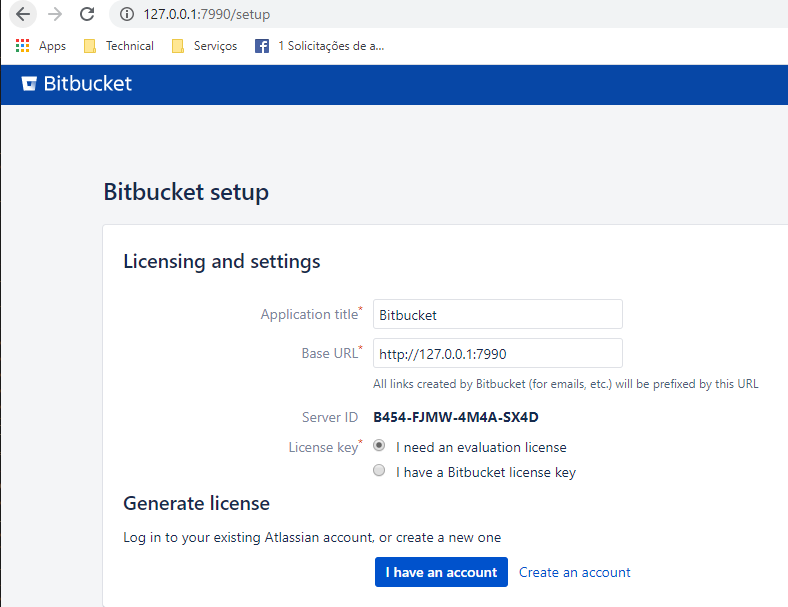 127.0.0.1:7990/setup
Apps Technical Serviços 1 Solicitações de a...
Bitbucket
Bitbucket setup
Licensing and settings
Application title* Bitbucket
Base URL* http://127.0.0.1:7990
All links created by Bitbucket (for emails, etc.) will be prefixed by this URL
Server ID B454-FJMW-4M4A-SX4D
License key* I need an evaluation license
I have a Bitbucket license key
Generate license
Log in to your existing Atlassian account, or create a new one
I have an account Create an account